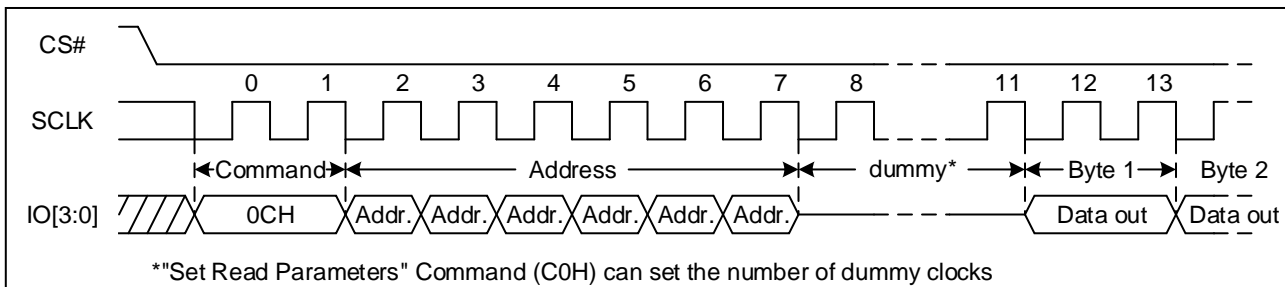 CS#
0 1 2 3 4 5 6 7 8 11 12 13
SCLK
Command Address dummy* Byte 1 Byte 2
IO[3:0] 0CH Addr. Addr. Addr. Addr. Addr. Addr. Data out Data out
*"Set Read Parameters" Command (C0H) can set the number of dummy clocks